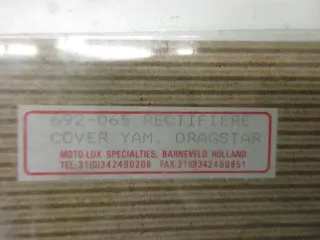 692-065 RECTIFIERE
COVER YAM. DRAGSTAR
MOTO-LUX SPECIALTIES, BARNEVELD HOLLAND
TEL:31(0)342490208 FAX:31(0)342490851